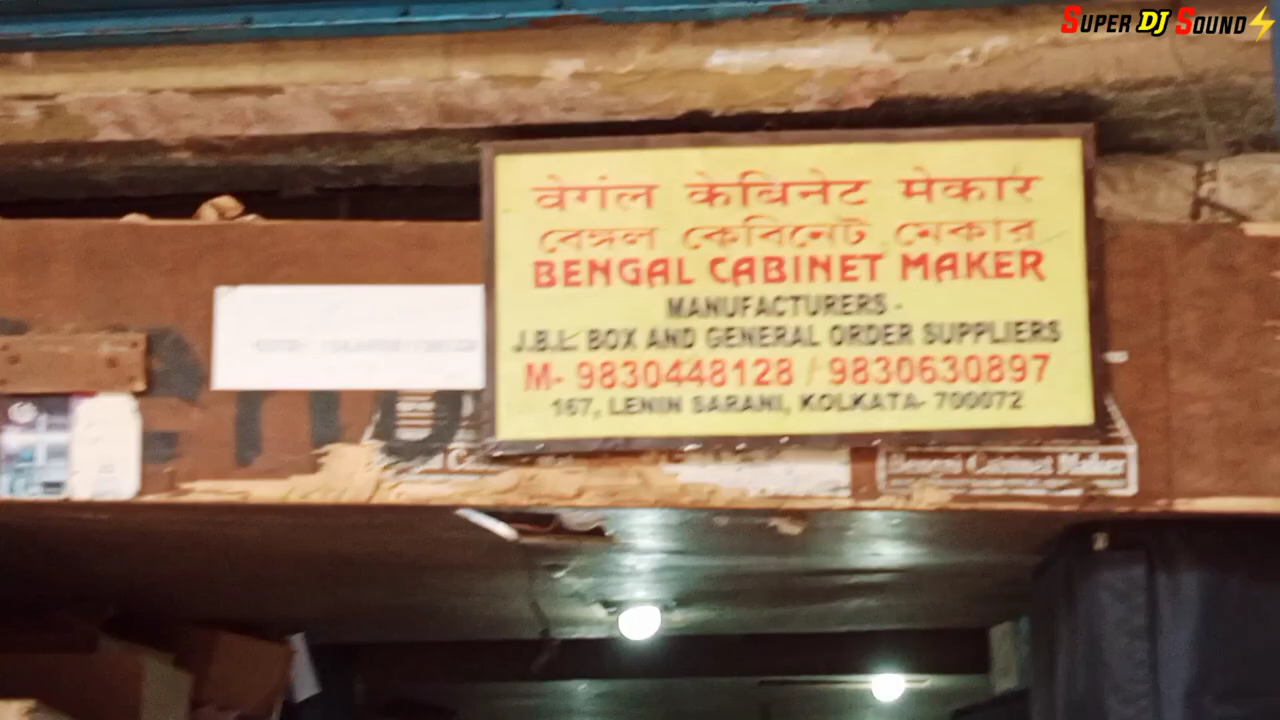 SUPER DJ SOUND
वेगंल केबिनेट मेकार
বেঙ্গল কেবিনেট মেকার
BENGAL CABINET MAKER
MANUFACTURERS -
J.B.L. BOX AND GENERAL ORDER SUPPLIERS
M- 9830448128 / 9830630897
167, LENIN SARANI, KOLKATA- 700072
Bengal Cabinet Maker